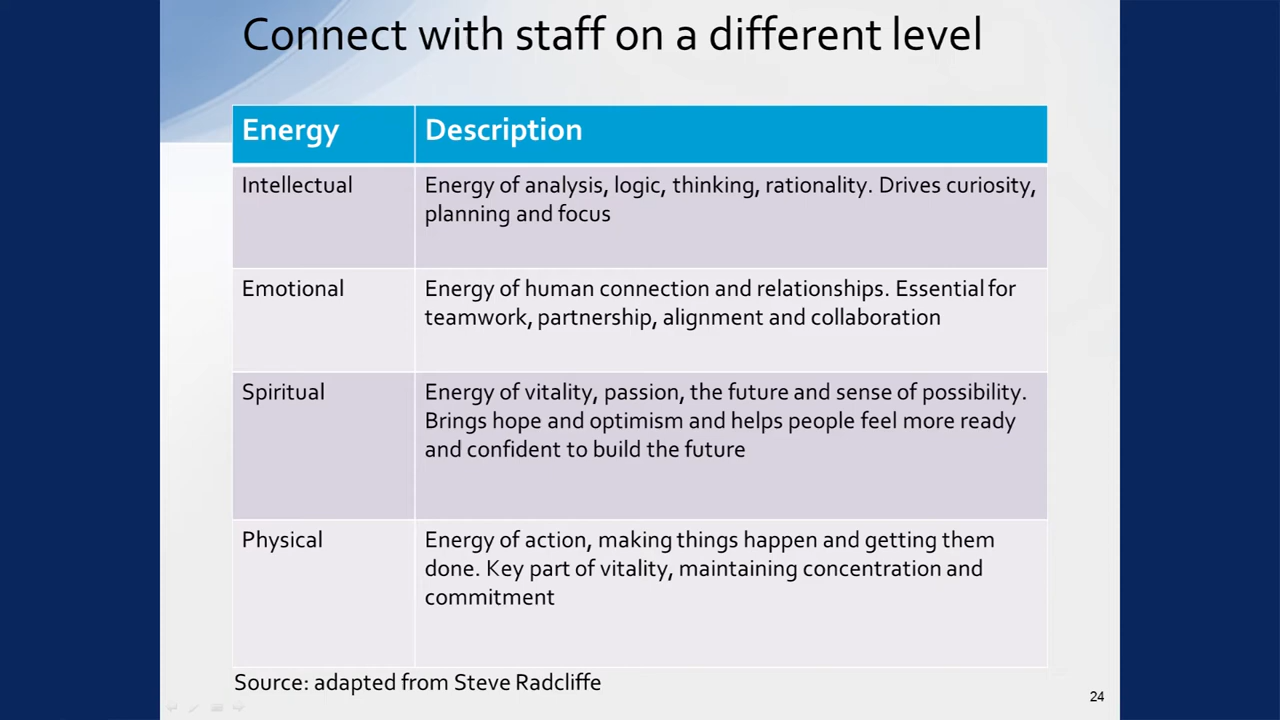 Connect with staff on a different level
Energy
Description
Intellectual
Energy of analysis, logic, thinking, rationality. Drives curiosity,
planning and focus
Emotional
Energy of human connection and relationships. Essential for
teamwork, partnership, alignment and collaboration
Spiritual
Energy of vitality, passion, the future and sense of possibility.
Brings hope and optimism and helps people feel more ready
and confident to build the future
Physical
Energy of action, making things happen and getting them
done. Key part of vitality, maintaining concentration and
commitment
Source: adapted from Steve Radcliffe
24